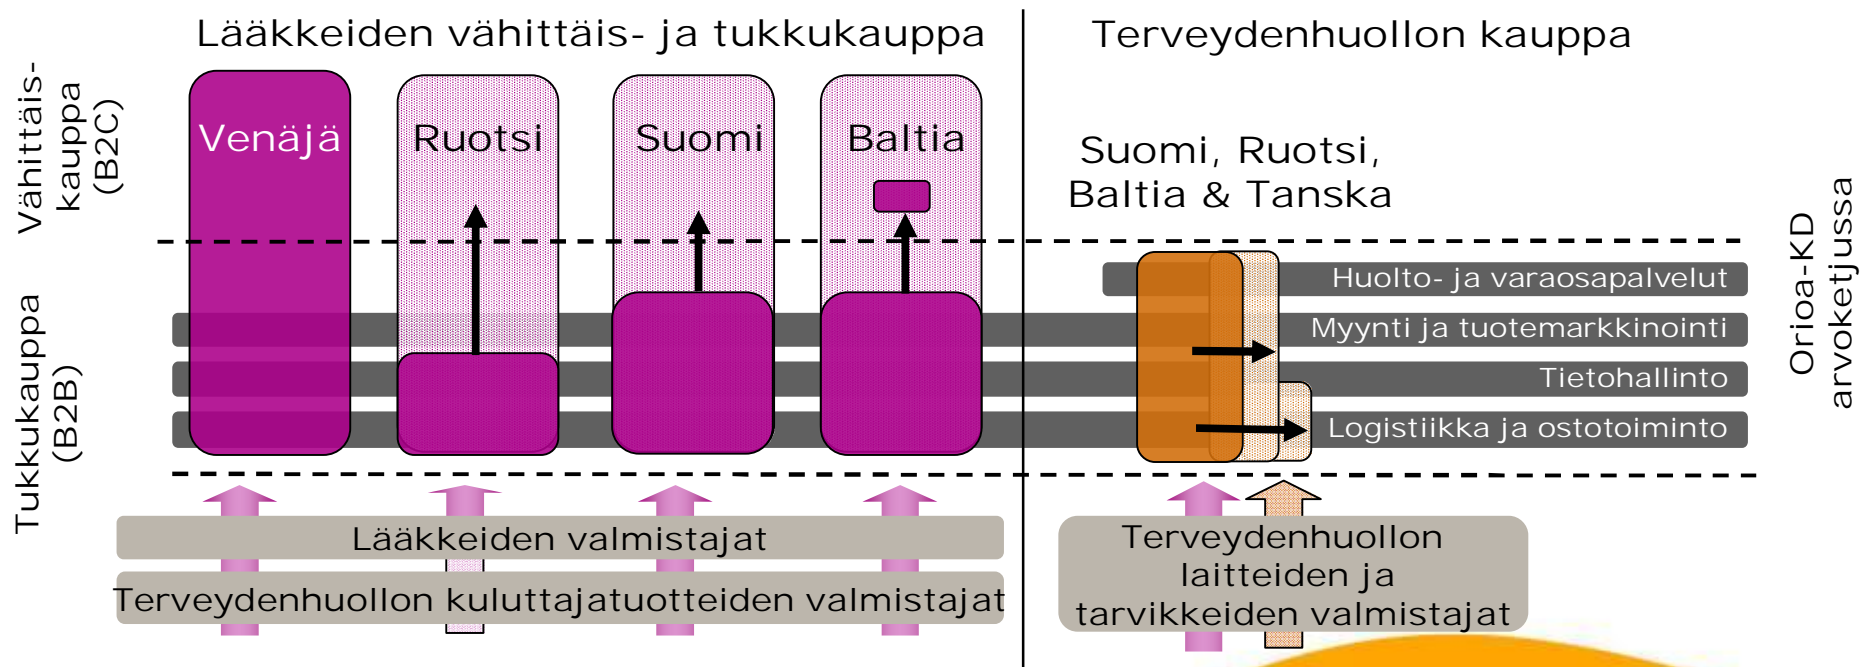 Lääkkeiden vähittäis- ja tukkukauppa
Terveydenhuollon kauppa
Vähittäis-
kauppa
(B2C)
Venäjä
Ruotsi
Suomi
Baltia
Suomi, Ruotsi,
Baltia & Tanska
Tukkukauppa
(B2B)
Huolto- ja varaosapalvelut
Myynti ja tuotemarkkinointi
Tietohallinto
Logistiikka ja ostotoiminto
Orioa-KD
arvoketjussa
Lääkkeiden valmistajat
Terveydenhuollon kuluttajatuotteiden valmistajat
Terveydenhuollon
laitteiden ja
tarvikkeiden valmistajat